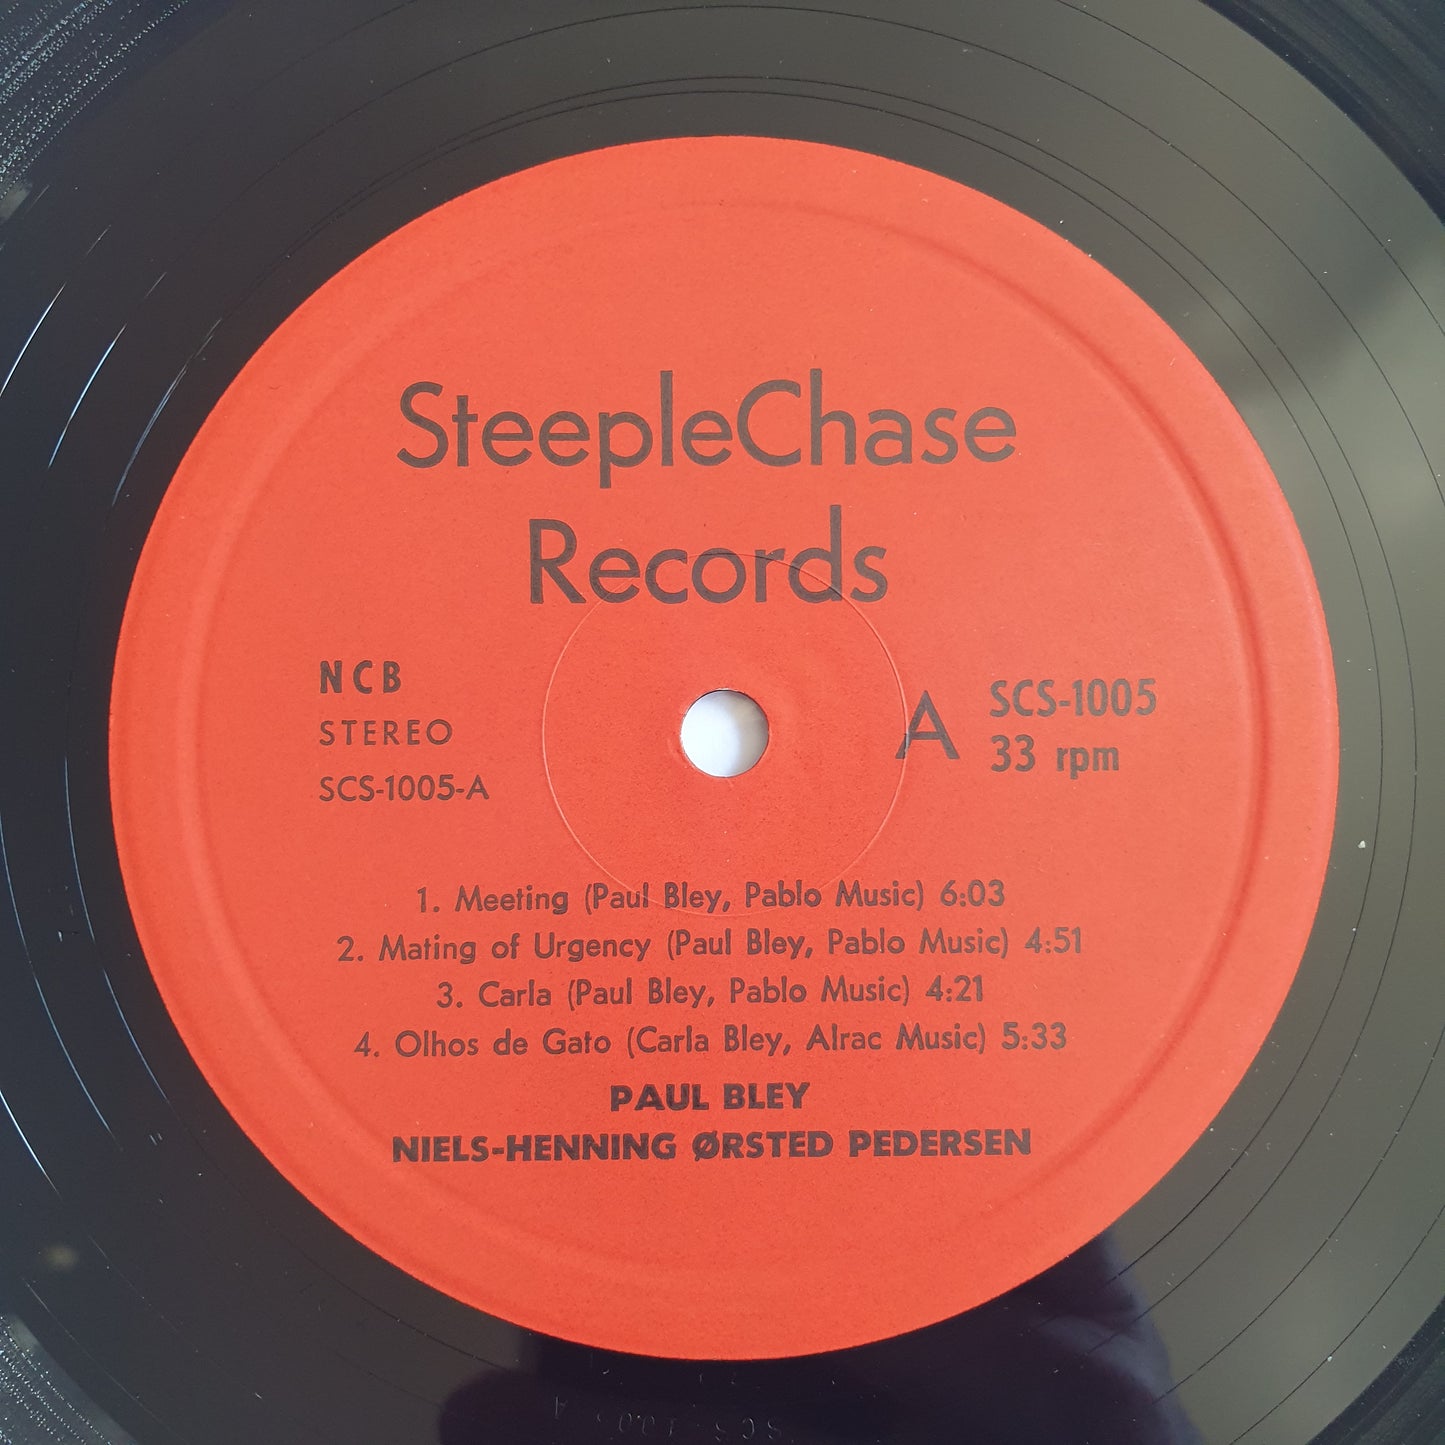 SteepleChase
Records
NCB
STEREO
SCS-1005-A
A
SCS-1005
33 rpm
1. Meeting (Paul Bley, Pablo Music) 6:03
2. Mating of Urgency (Paul Bley, Pablo Music) 4:51
3. Carla (Paul Bley, Pablo Music) 4:21
4. Olhos de Gato (Carla Bley, Alrac Music) 5:33
PAUL BLEY
NIELS-HENNING ØRSTED PEDERSEN
SCS-1005 A